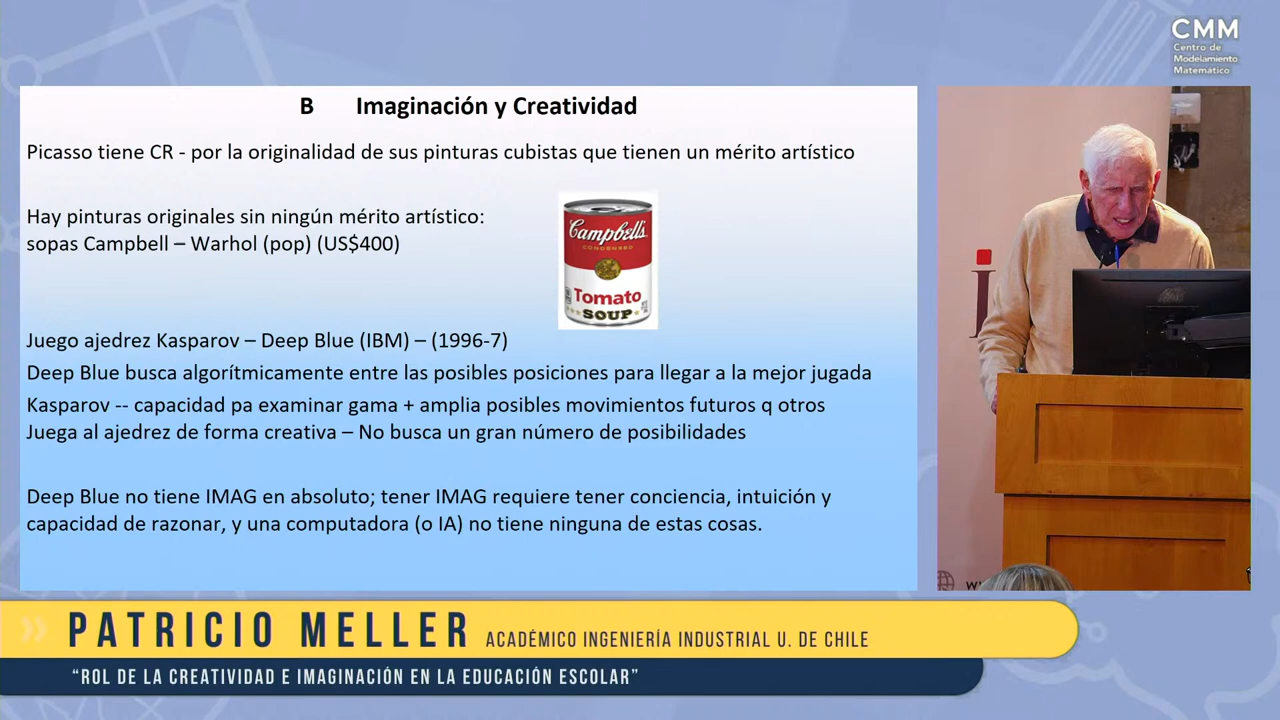 CMM
Centro de
Modelamiento
Matemático
B Imaginación y Creatividad
Picasso tiene CR - por la originalidad de sus pinturas cubistas que tienen un mérito artístico
Hay pinturas originales sin ningún mérito artístico:
sopas Campbell – Warhol (pop) (US$400)
Campbell's
CONDENSED
Tomato
SOUP
Juego ajedrez Kasparov – Deep Blue (IBM) – (1996-7)
Deep Blue busca algorítmicamente entre las posibles posiciones para llegar a la mejor jugada
Kasparov -- capacidad pa examinar gama + amplia posibles movimientos futuros q otros
Juega al ajedrez de forma creativa – No busca un gran número de posibilidades
Deep Blue no tiene IMAG en absoluto; tener IMAG requiere tener conciencia, intuición y
capacidad de razonar, y una computadora (o IA) no tiene ninguna de estas cosas.
PATRICIO MELLER ACADÉMICO INGENIERÍA INDUSTRIAL U. DE CHILE
“ROL DE LA CREATIVIDAD E IMAGINACIÓN EN LA EDUCACIÓN ESCOLAR”